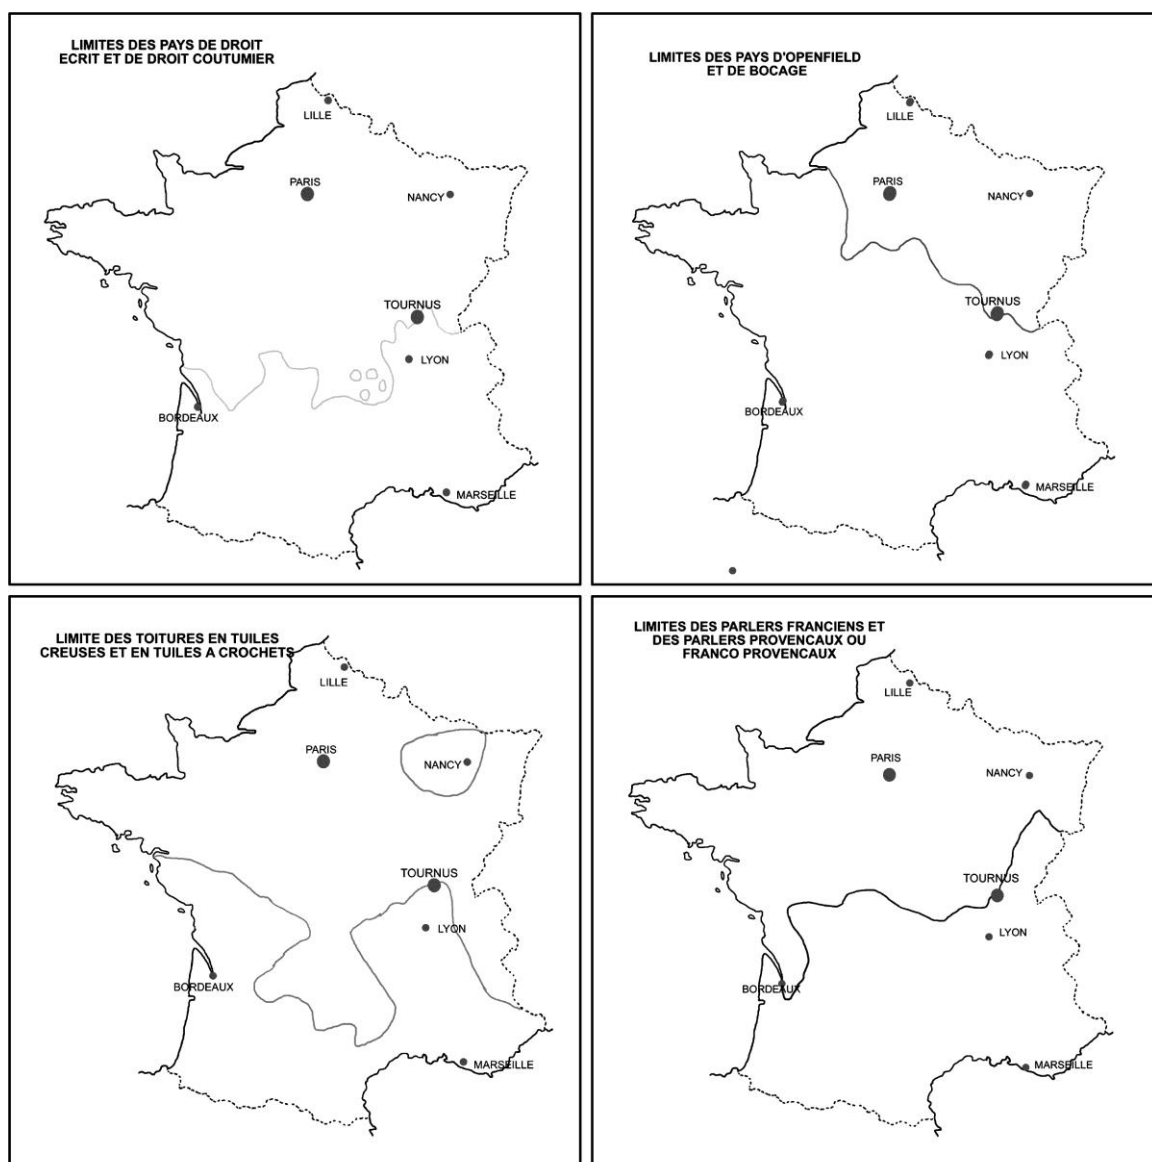 LIMITES DES PAYS DE DROIT
ECRIT ET DE DROIT COUTUMIER
LILLE
PARIS
NANCY
TOURNUS
LYON
BORDEAUX
MARSEILLE
LIMITES DES PAYS D'OPENFIELD
ET DE BOCAGE
LILLE
PARIS
NANCY
TOURNUS
LYON
BORDEAUX
MARSEILLE
LIMITE DES TOITURES EN TUILES
CREUSES ET EN TUILES A CROCHETS
LILLE
PARIS
NANCY
TOURNUS
LYON
BORDEAUX
MARSEILLE
LIMITES DES PARLERS FRANCIENS ET
DES PARLERS PROVENCAUX OU
FRANCO PROVENCAUX
LILLE
PARIS
NANCY
TOURNUS
LYON
BORDEAUX
MARSEILLE